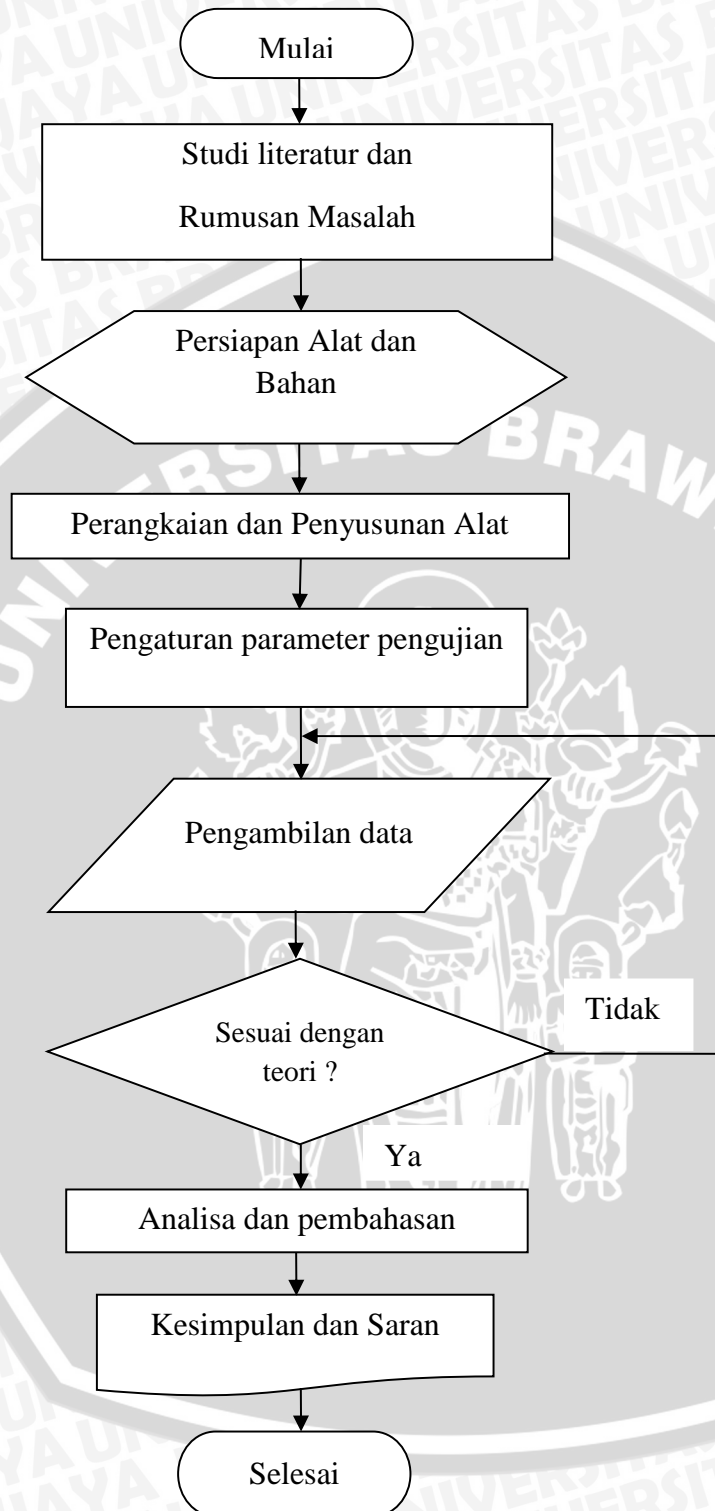 Mulai
Studi literatur dan
Rumusan Masalah
Persiapan Alat dan
Bahan
Perangkaian dan Penyusunan Alat
Pengaturan parameter pengujian
Pengambilan data
Sesuai dengan
teori ?
Tidak
Ya
Analisa dan pembahasan
Kesimpulan dan Saran
Selesai